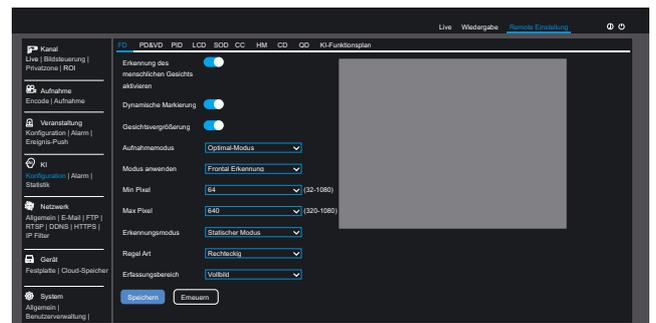 Live Wiedergabe Remote Einstellung
Kanal
Live | Bildsteuerung |
Privatzone | ROI
Aufnahme
Encode | Aufnahme
Veranstaltung
Konfiguration | Alarm |
Ereignis-Push
KI
Konfiguration | Alarm |
Statistik
Netzwerk
Allgemein | E-Mail | FTP |
RTSP | DDNS | HTTPS |
IP Filter
Gerät
Festplatte | Cloud-Speicher
System
Allgemein |
Benutzerverwaltung |
FD PD&VD PID LCD SOD CC HM CD QD KI-Funktionsplan
Erkennung des
menschlichen Gesichts
aktivieren
Dynamische Markierung
Gesichtsvergrößerung
Aufnahmemodus Optimal-Modus
Modus anwenden Frontal Erkennung
Min Pixel 64 (32-1080)
Max Pixel 640 (320-1080)
Erkennungsmodus Statischer Modus
Regel Art Rechteckig
Erfassungsbereich Vollbild
Speichern Erneuern